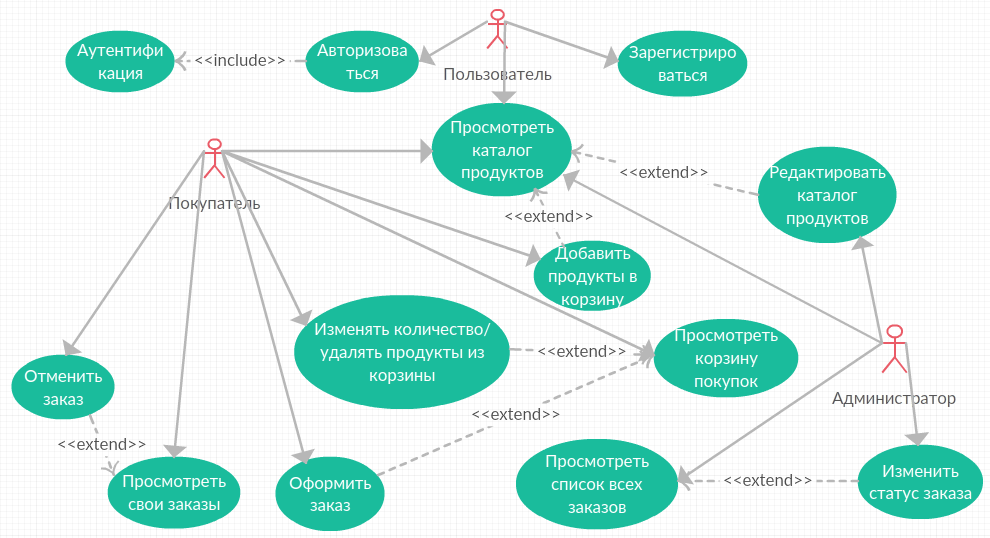 Аутентифи
кация
<<include>>
Авторизова
ться
Пользователь
Зарегистриро
ваться
Просмотреть
каталог
продуктов
<<extend>>
Редактировать
каталог
продуктов
Покупатель
<<extend>>
Добавить
продукты в
корзину
Изменять количество/
удалять продукты из
корзины
<<extend>>
Просмотреть
корзину
покупок
Администратор
Отменить
заказ
<<extend>>
<<extend>>
Просмотреть
свои заказы
Оформить
заказ
Просмотреть
список всех
заказов
<<extend>>
Изменить
статус заказа